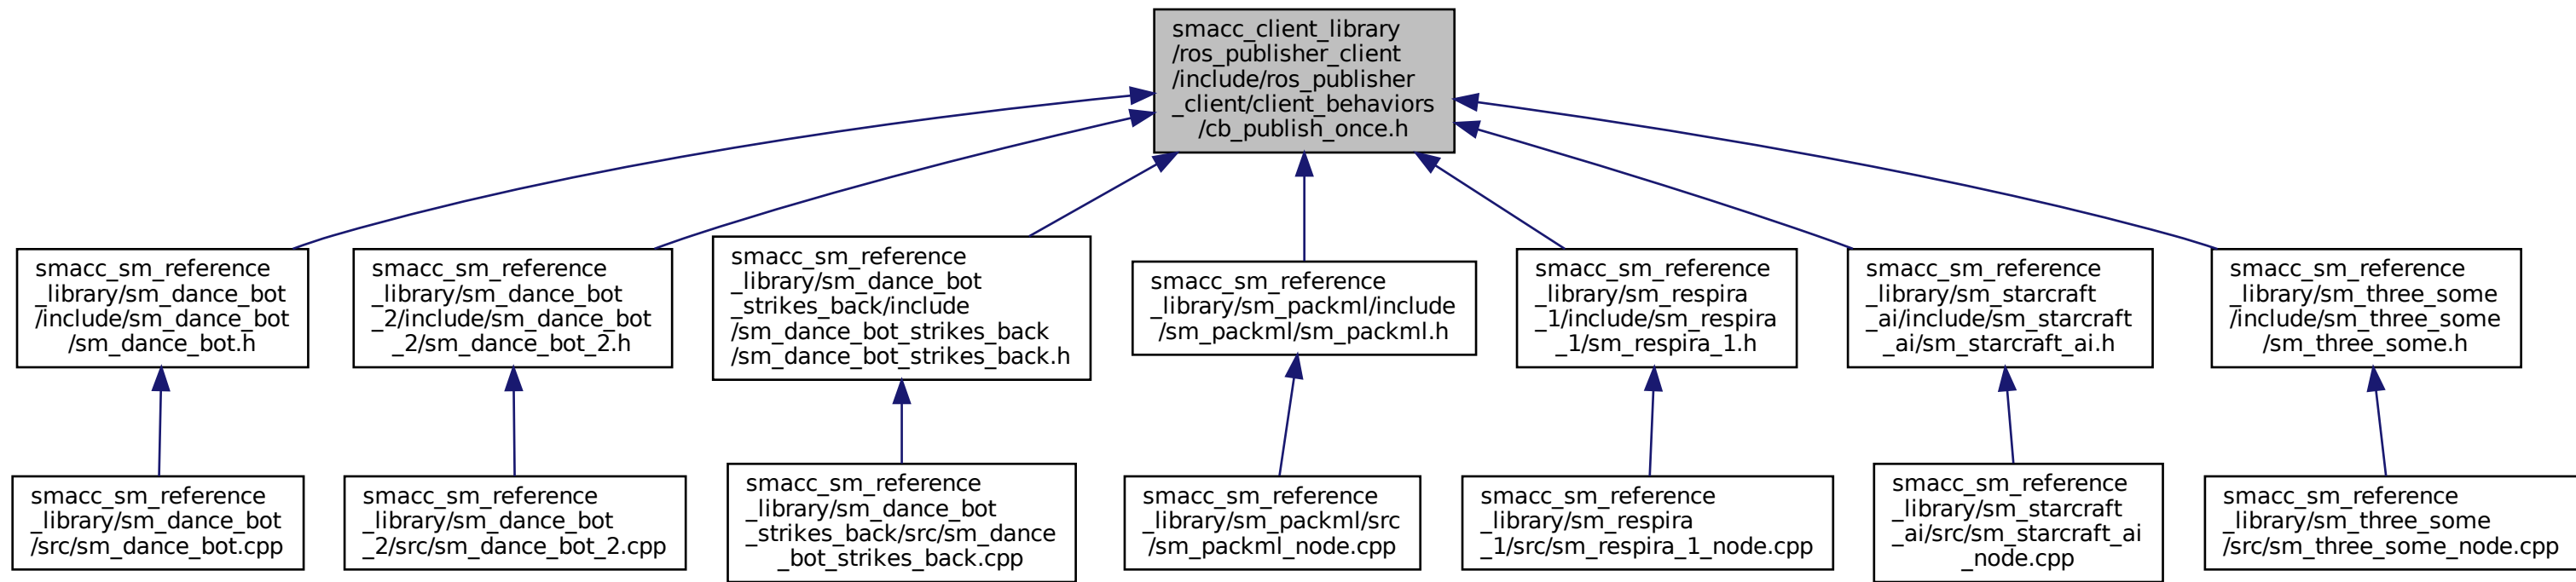 smacc_client_library
/ros_publisher_client
/include/ros_publisher
_client/client_behaviors
/cb_publish_once.h
smacc_sm_reference
_library/sm_dance_bot
/include/sm_dance_bot
/sm_dance_bot.h
smacc_sm_reference
_library/sm_dance_bot
_2/include/sm_dance_bot
_2/sm_dance_bot_2.h
smacc_sm_reference
_library/sm_dance_bot
_strikes_back/include
/sm_dance_bot_strikes_back
/sm_dance_bot_strikes_back.h
smacc_sm_reference
_library/sm_packml/include
/sm_packml/sm_packml.h
smacc_sm_reference
_library/sm_respira
_1/include/sm_respira
_1/sm_respira_1.h
smacc_sm_reference
_library/sm_starcraft
_ai/include/sm_starcraft
_ai/sm_starcraft_ai.h
smacc_sm_reference
_library/sm_three_some
/include/sm_three_some
/sm_three_some.h
smacc_sm_reference
_library/sm_dance_bot
/src/sm_dance_bot.cpp
smacc_sm_reference
_library/sm_dance_bot
_2/src/sm_dance_bot_2.cpp
smacc_sm_reference
_library/sm_dance_bot
_strikes_back/src/sm_dance
_bot_strikes_back.cpp
smacc_sm_reference
_library/sm_packml/src
/sm_packml_node.cpp
smacc_sm_reference
_library/sm_respira
_1/src/sm_respira_1_node.cpp
smacc_sm_reference
_library/sm_starcraft
_ai/src/sm_starcraft_ai
_node.cpp
smacc_sm_reference
_library/sm_three_some
/src/sm_three_some_node.cpp